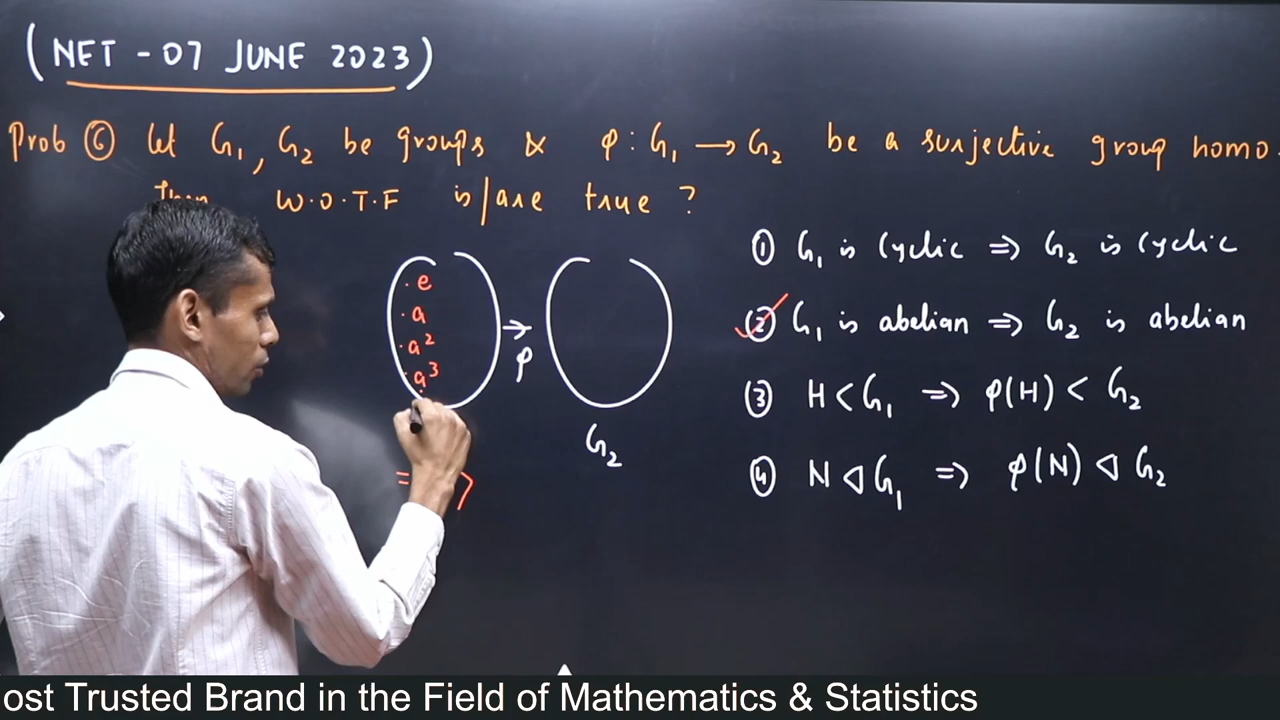 (NET - 07 JUNE 2023)
Prob ⑥ Let G₁, G₂ be groups & φ : G₁ → G₂ be a surjective group homo.
Then W.O.T.F is/are true ?
① G₁ is cyclic ⇒ G₂ is cyclic
② G₁ is abelian ⇒ G₂ is abelian
③ H < G₁ ⇒ φ(H) < G₂
④ N ⊲ G₁ ⇒ φ(N) ⊲ G₂
· e
· a
· a²
· a³
→
φ
G₂
= >
ost Trusted Brand in the Field of Mathematics & Statistics